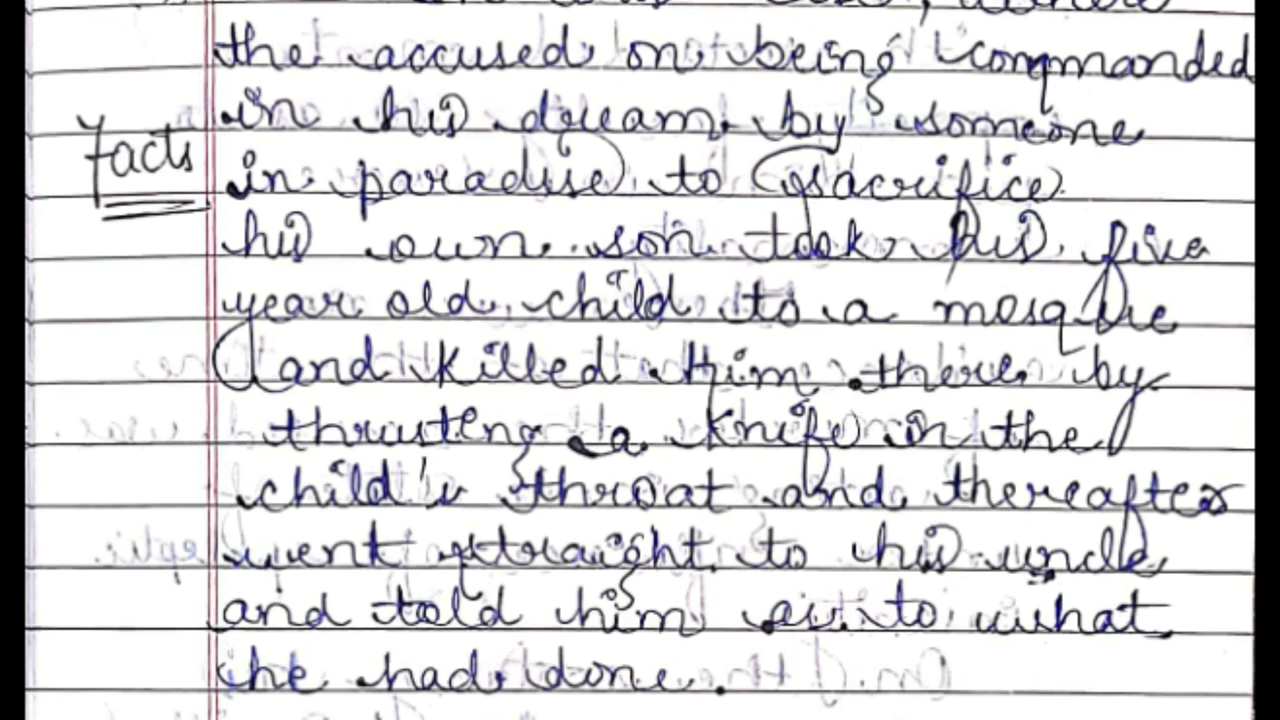 the accused on being commanded
in his dream by someone
Facts
in paradise to sacrifice
his own son took his five
year old child to a mosque
and killed him there by
thrusting a knife in the
child's throat and thereafter
went straight to his uncle
and told him as to what
he had done.